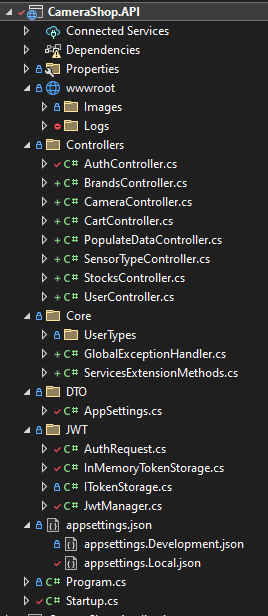 CameraShop.API
Connected Services
Dependencies
Properties
wwwroot
Images
Logs
Controllers
AuthController.cs
BrandsController.cs
CameraController.cs
CartController.cs
PopulateDataController.cs
SensorTypeController.cs
StocksController.cs
UserController.cs
Core
UserTypes
GlobalExceptionHandler.cs
ServicesExtensionMethods.cs
DTO
AppSettings.cs
JWT
AuthRequest.cs
InMemoryTokenStorage.cs
ITokenStorage.cs
JwtManager.cs
appsettings.json
appsettings.Development.json
appsettings.Local.json
Program.cs
Startup.cs